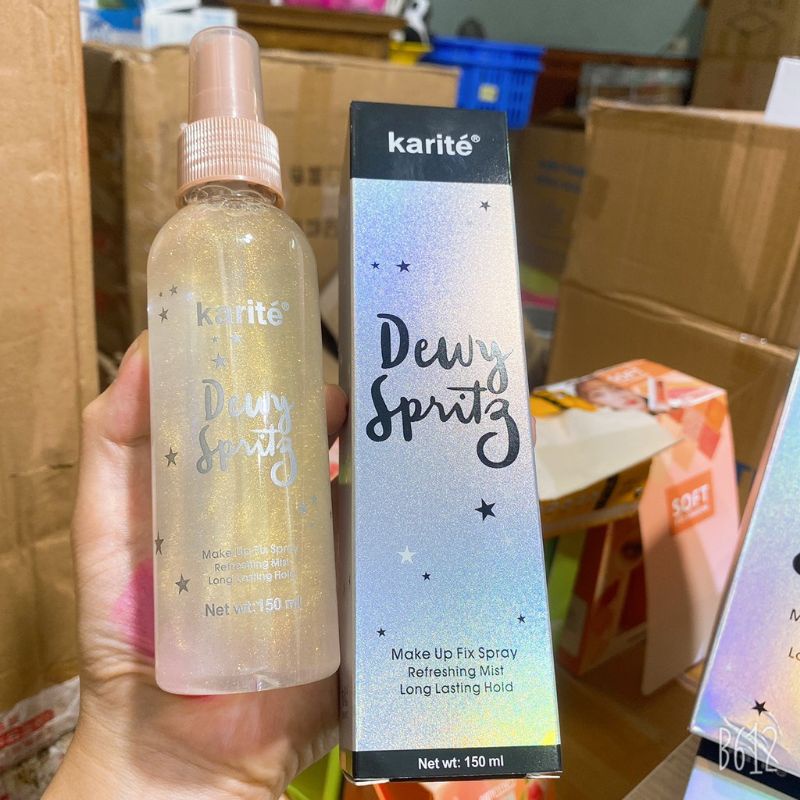 karité®
Dewy
Spritz
Make Up Fix Spray
Refreshing Mist
Long Lasting Hold
Net wt: 150 ml
karité®
Dewy
Spritz
Make Up Fix Spray
Refreshing Mist
Long Lasting Hold
Net wt: 150 ml
SOFT
B612